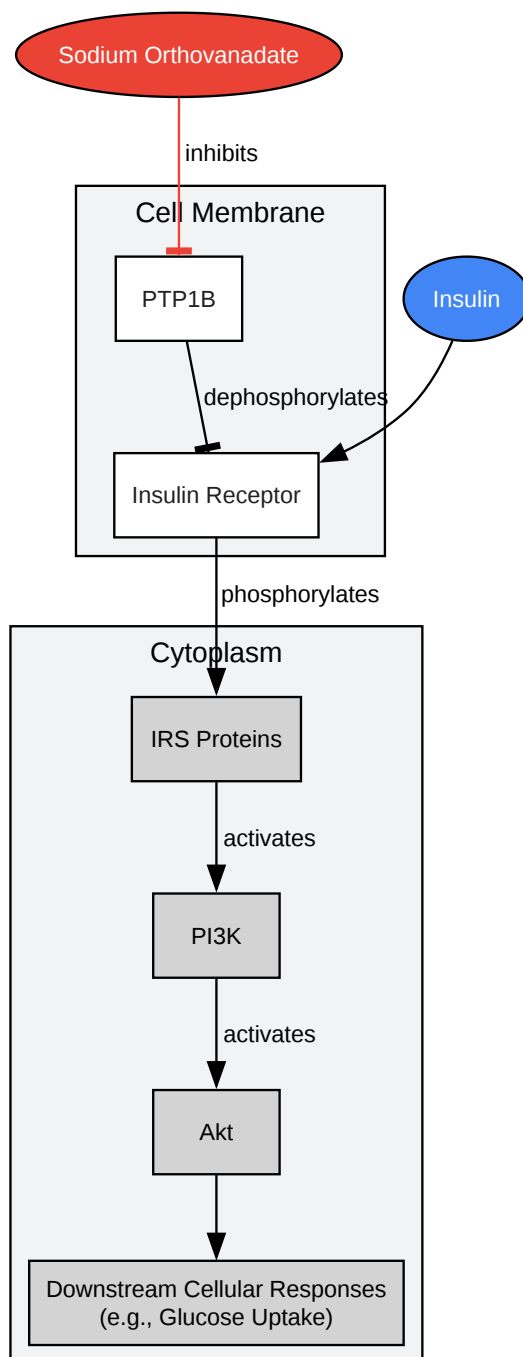 Sodium Orthovanadate
inhibits
Cell Membrane
PTP1B
Insulin
dephosphorylates
Insulin Receptor
phosphorylates
Cytoplasm
IRS Proteins
activates
PI3K
activates
Akt
Downstream Cellular Responses
(e.g., Glucose Uptake)